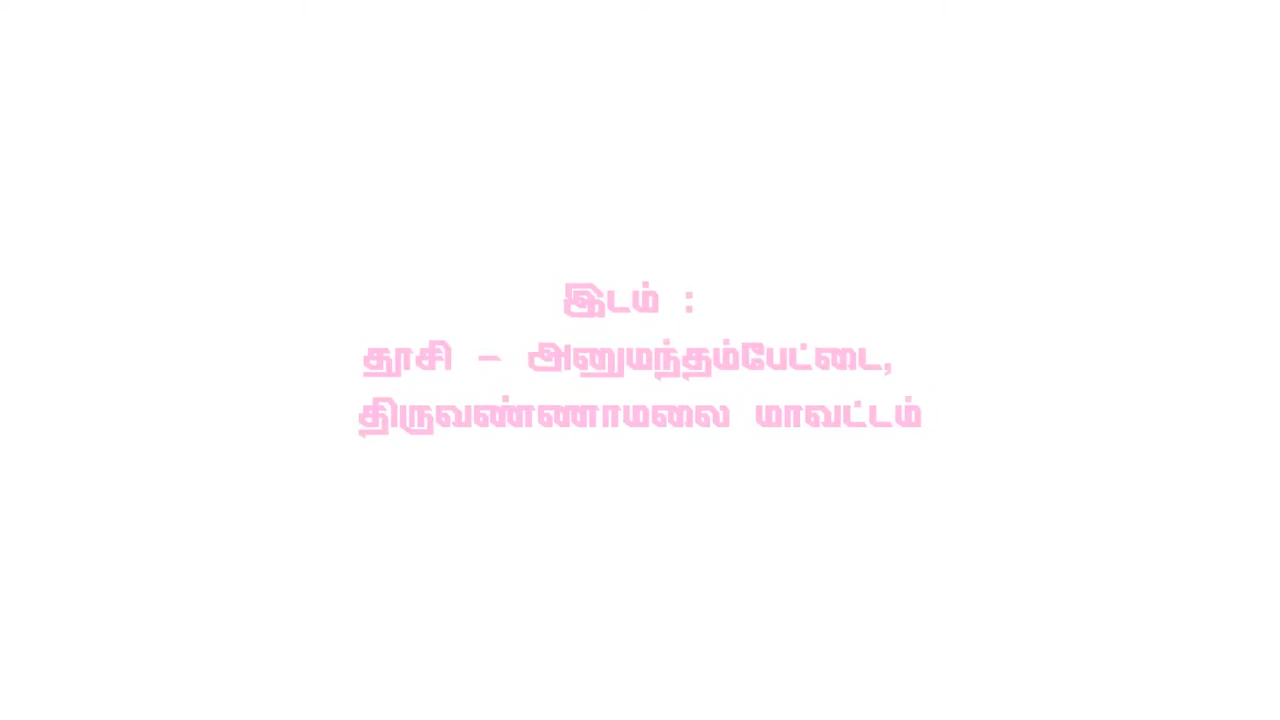 இடம் :
தூசி - அனுமந்தம்பேட்டை,
திருவண்ணாமலை மாவட்டம்